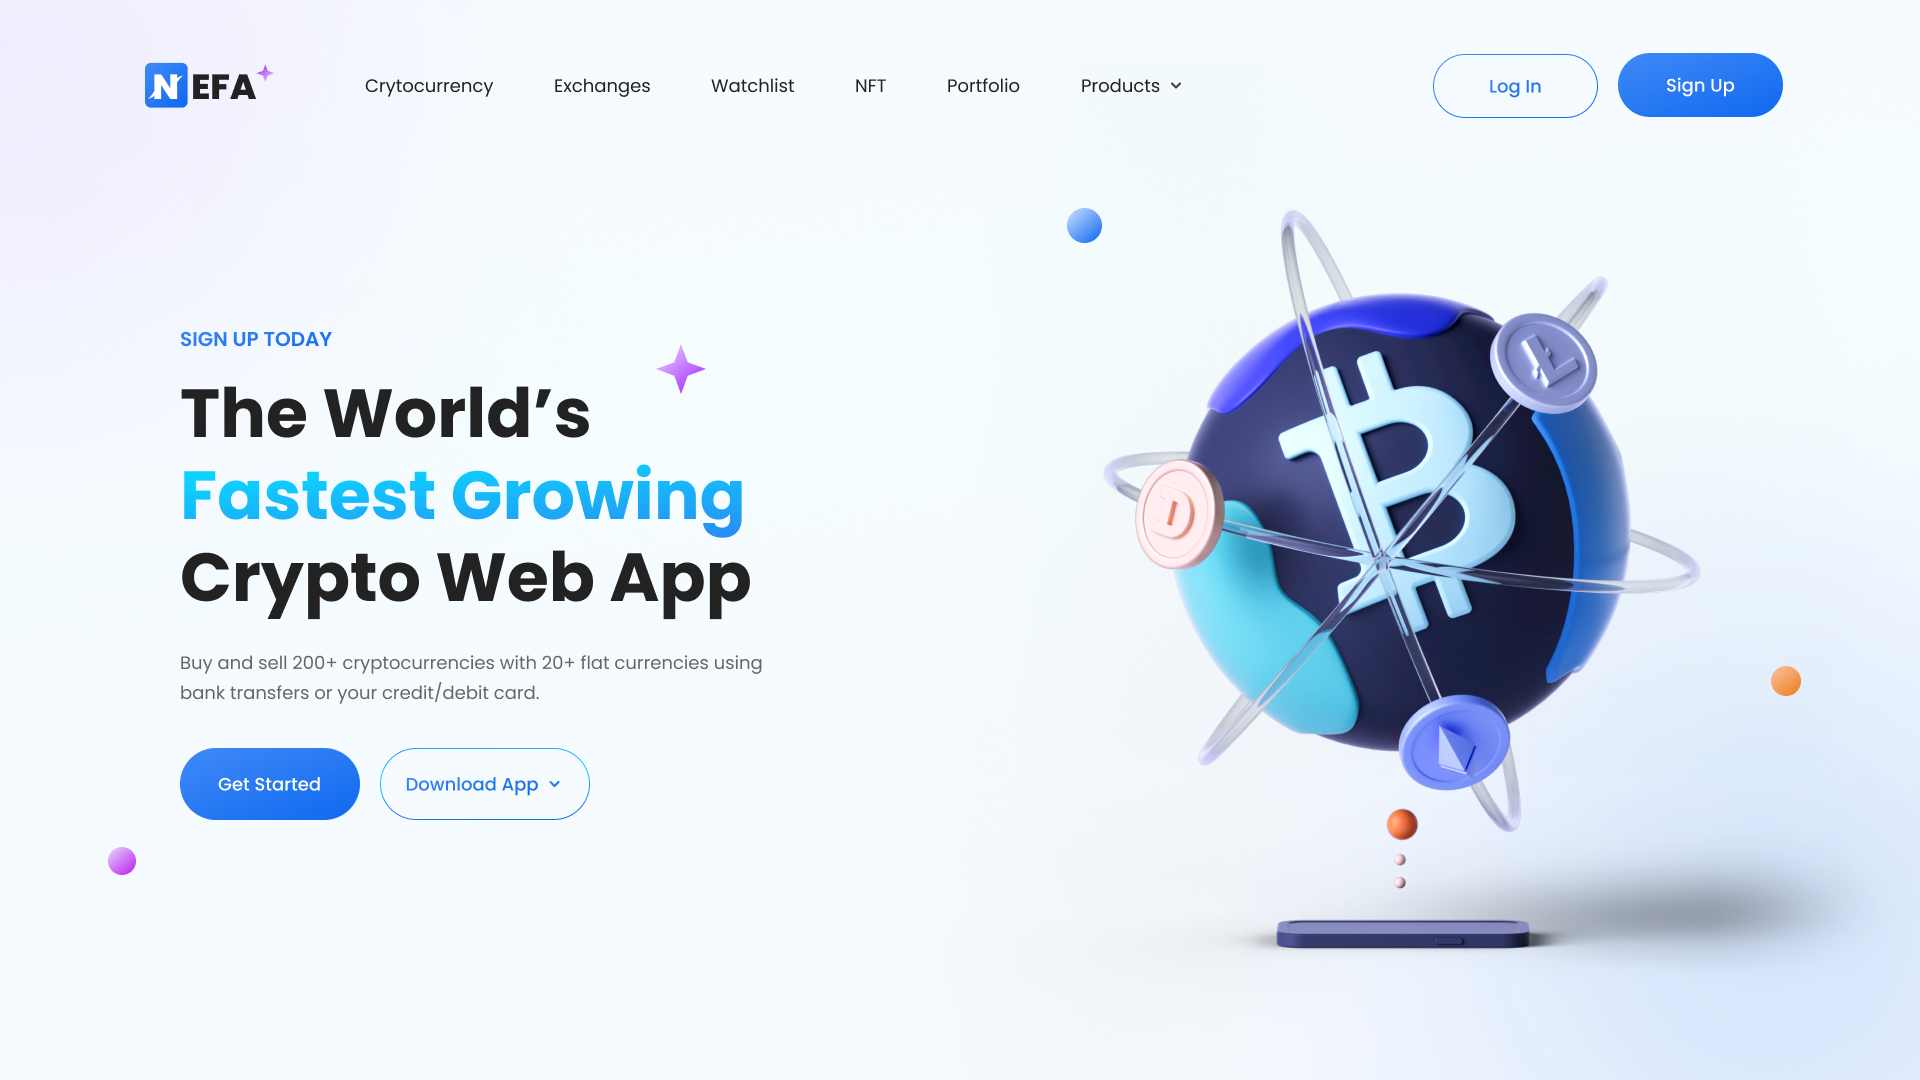 NEFA
Crytocurrency
Exchanges
Watchlist
NFT
Portfolio
Products
Log In
Sign Up
SIGN UP TODAY
The World’s
Fastest Growing
Crypto Web App
Buy and sell 200+ cryptocurrencies with 20+ flat currencies using
bank transfers or your credit/debit card.
Get Started
Download App